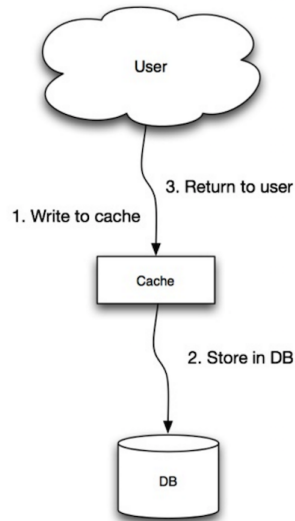 User
3. Return to user
1. Write to cache
Cache
2. Store in DB
DB